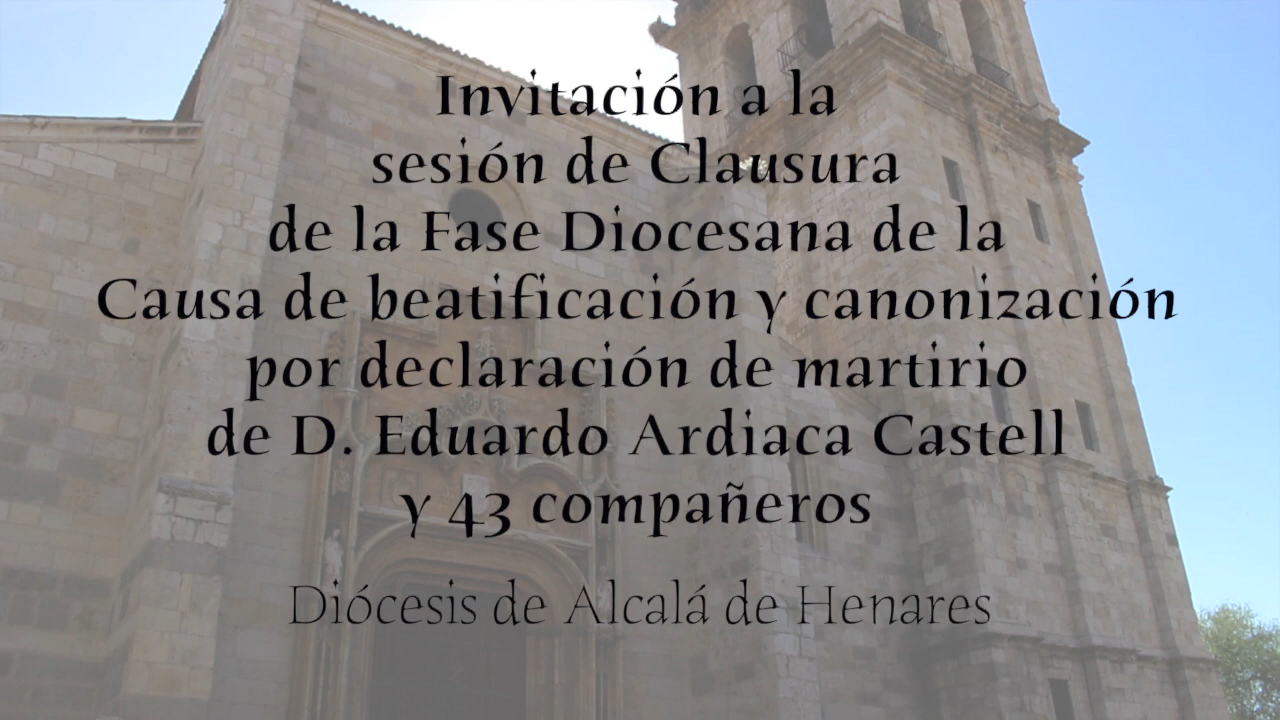 Invitación a la
sesión de Clausura
de la Fase Diocesana de la
Causa de beatificación y canonización
por declaración de martirio
de D. Eduardo Ardiaca Castell
y 43 compañeros
Diócesis de Alcalá de Henares